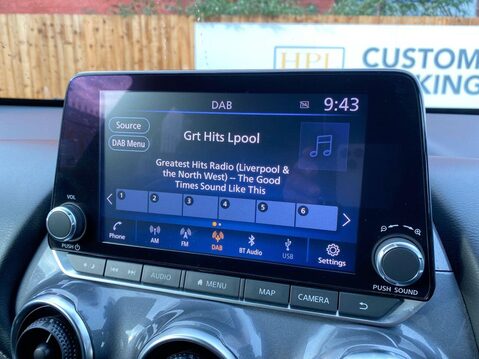 HPL
CUSTOM
KING
DAB
9:43
Source
DAB Menu
Grt Hits Lpool
Greatest Hits Radio (Liverpool &
the North West) -- The Good
Times Sound Like This
1 2 3 4 5 6
VOL
PUSH ⏻
Phone
AM
FM
DAB
BT Audio
USB
Settings
PUSH SOUND
AUDIO
MENU
MAP
CAMERA